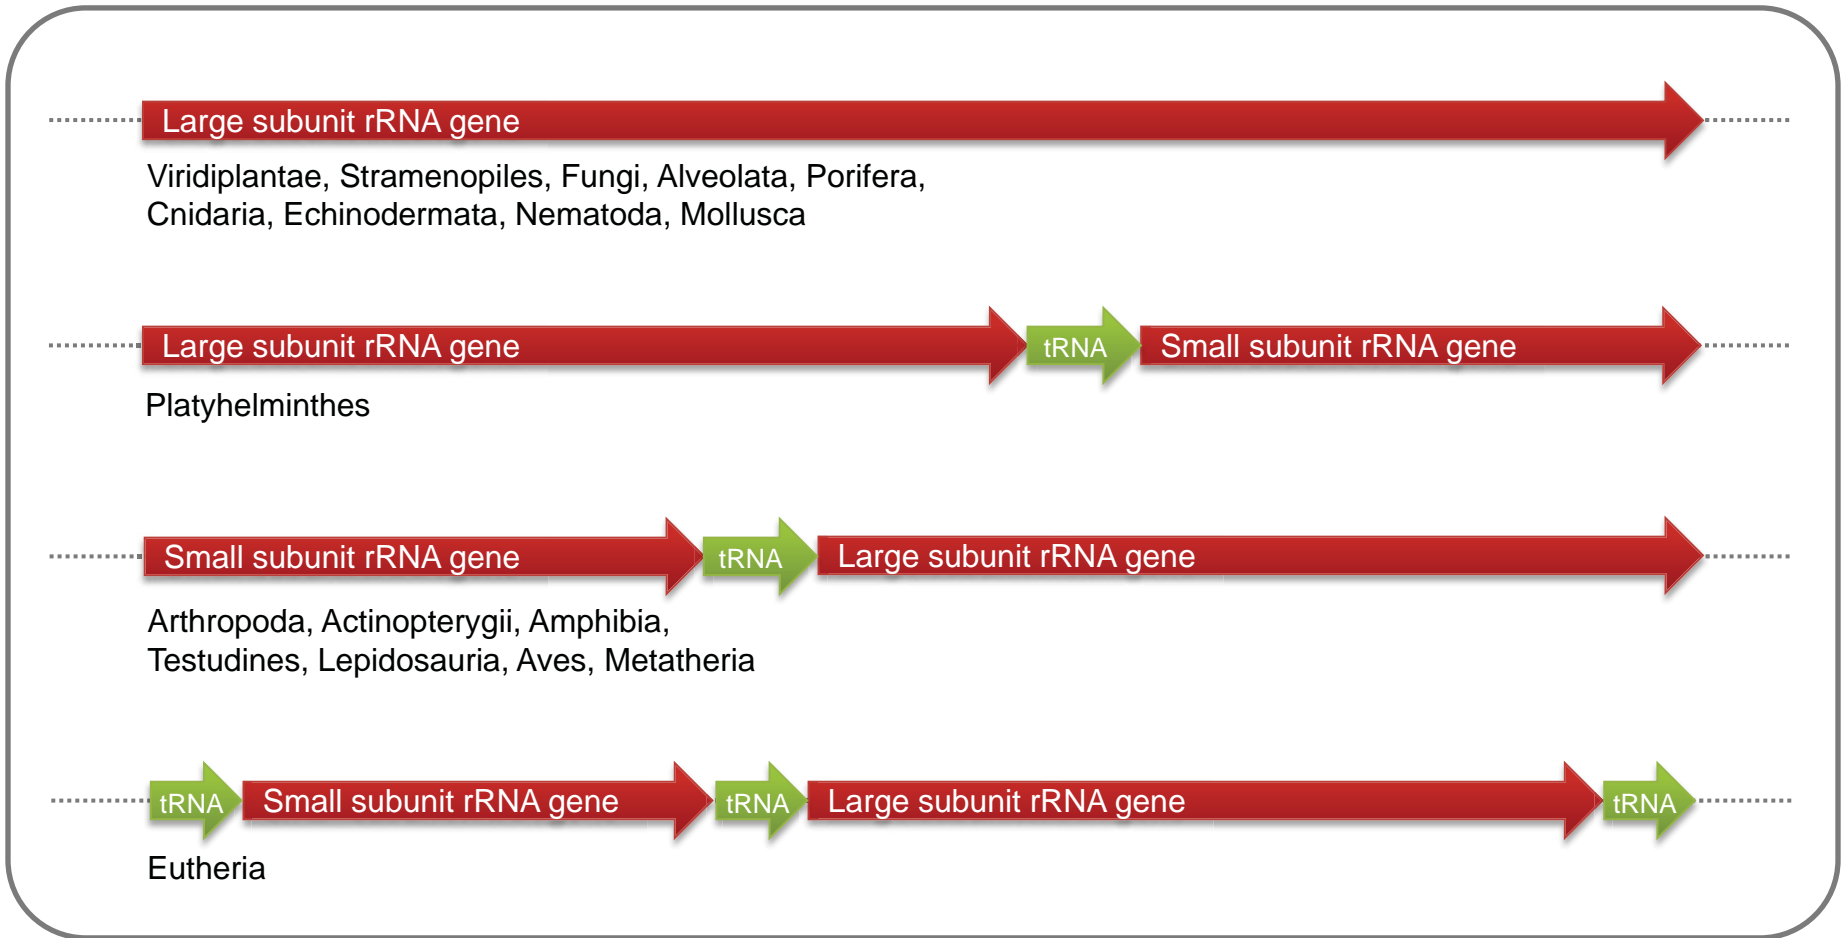 Large subunit rRNA gene
Viridiplantae, Stramenopiles, Fungi, Alveolata, Porifera,
Cnidaria, Echinodermata, Nematoda, Mollusca
Large subunit rRNA gene tRNA Small subunit rRNA gene
Platyhelminthes
Small subunit rRNA gene tRNA Large subunit rRNA gene
Arthropoda, Actinopterygii, Amphibia,
Testudines, Lepidosauria, Aves, Metatheria
tRNA Small subunit rRNA gene tRNA Large subunit rRNA gene tRNA
Eutheria